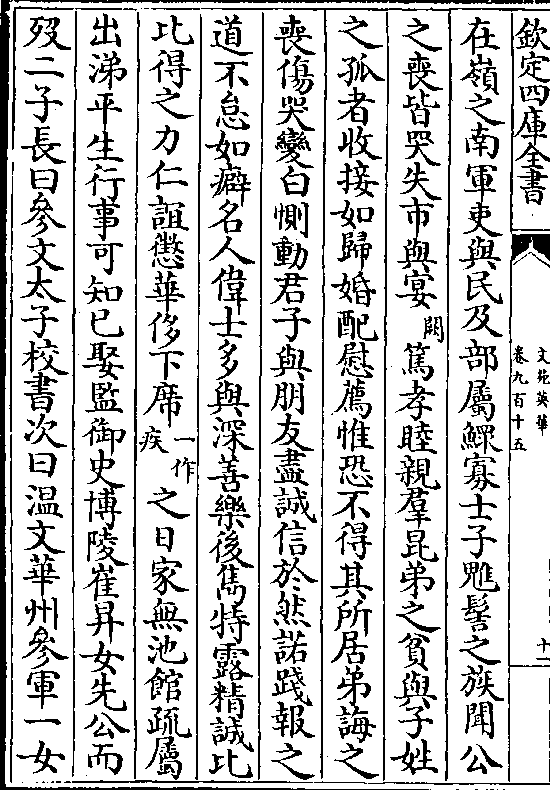 欽定四庫全書
文苑英華
卷九百十五
十一
在嶺之南軍吏與民及部屬鰥寡士子魋髻之族聞公
之喪皆哭失市與宴闕篤孝睦親羣昆弟之貧與子姓
之孤者收接如歸婚配慰薦惟恐不得其所居弟誨之
喪傷哭變白惻動君子與朋友盡誠信於然諾踐報之
道不怠如癖名人偉士多與深善樂後雋特露精誠比
比得之力仁誼懲華侈下席一作疾之日家無池館疏屬
出涕平生行事可知已娶監御史博陵崔昇女先公而
歿二子長曰參文太子校書次曰温文華州參軍一女